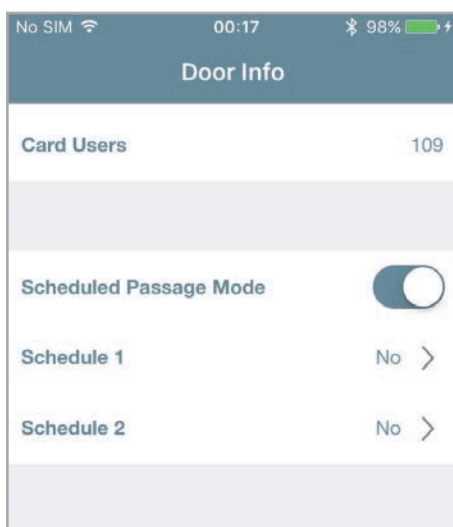 No SIM 00:17 98%
Door Info
Card Users 109
Scheduled Passage Mode
Schedule 1 No
Schedule 2 No